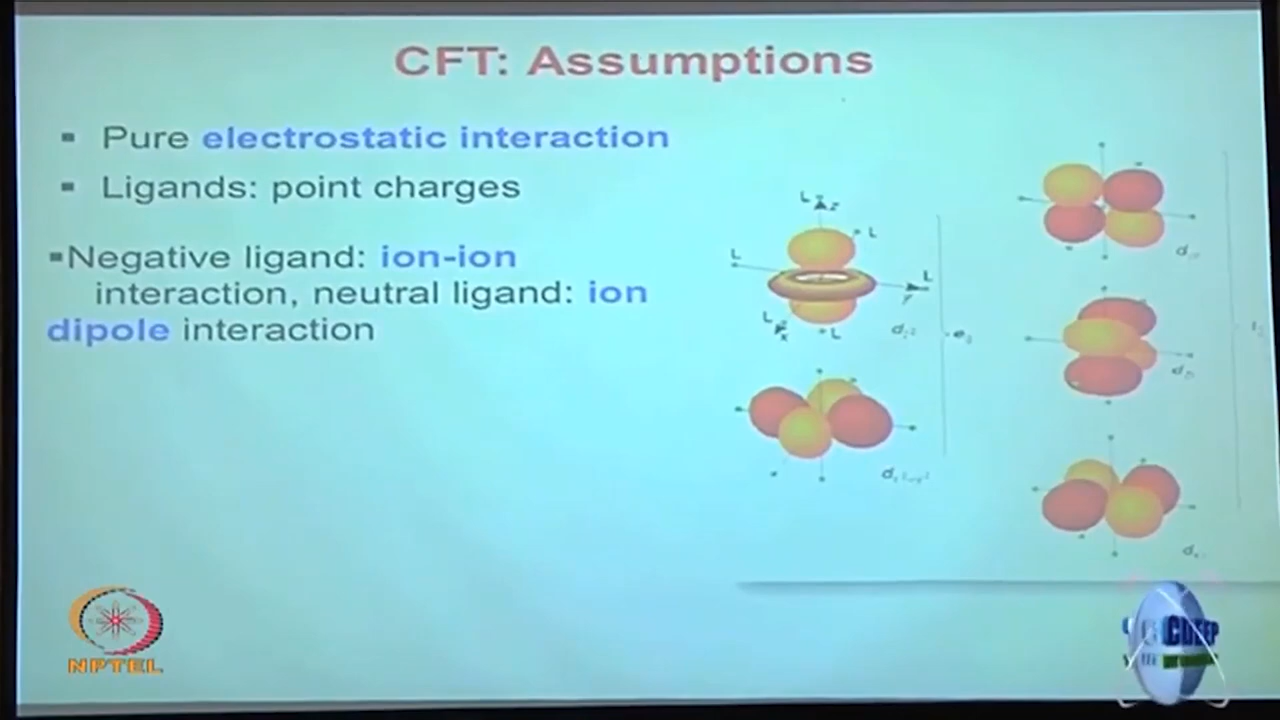 CFT: Assumptions
▪ Pure electrostatic interaction
▪ Ligands: point charges
▪Negative ligand: ion-ion
interaction, neutral ligand: ion
dipole interaction
L
z
L
L
L
y
L
x
L
NPTEL
CDEEP